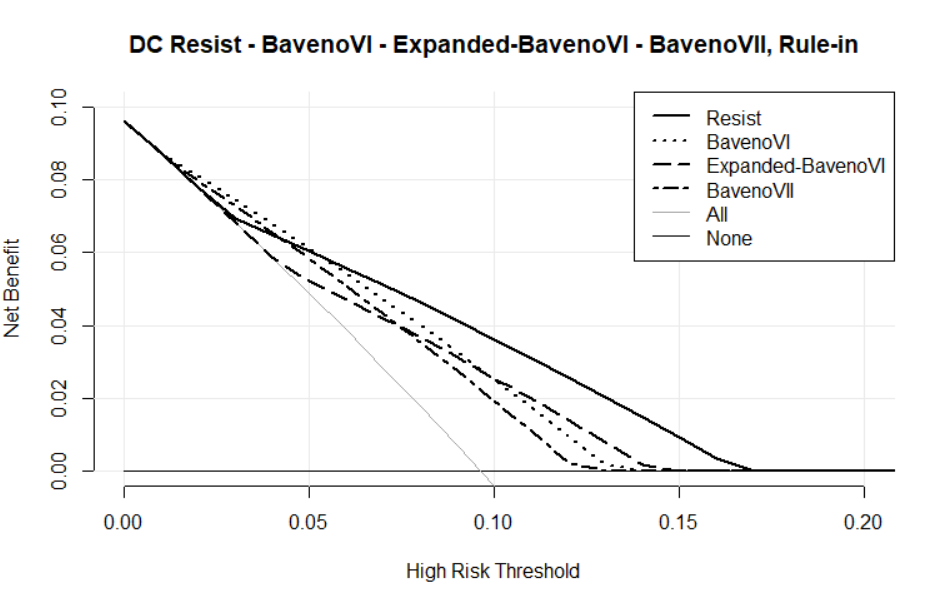 DC Resist - BavenoVI - Expanded-BavenoVI - BavenoVII, Rule-in
Resist
BavenoVI
Expanded-BavenoVI
BavenoVII
All
None
Net Benefit
0.10
0.08
0.06
0.04
0.02
0.00
0.00 0.05 0.10 0.15 0.20
High Risk Threshold